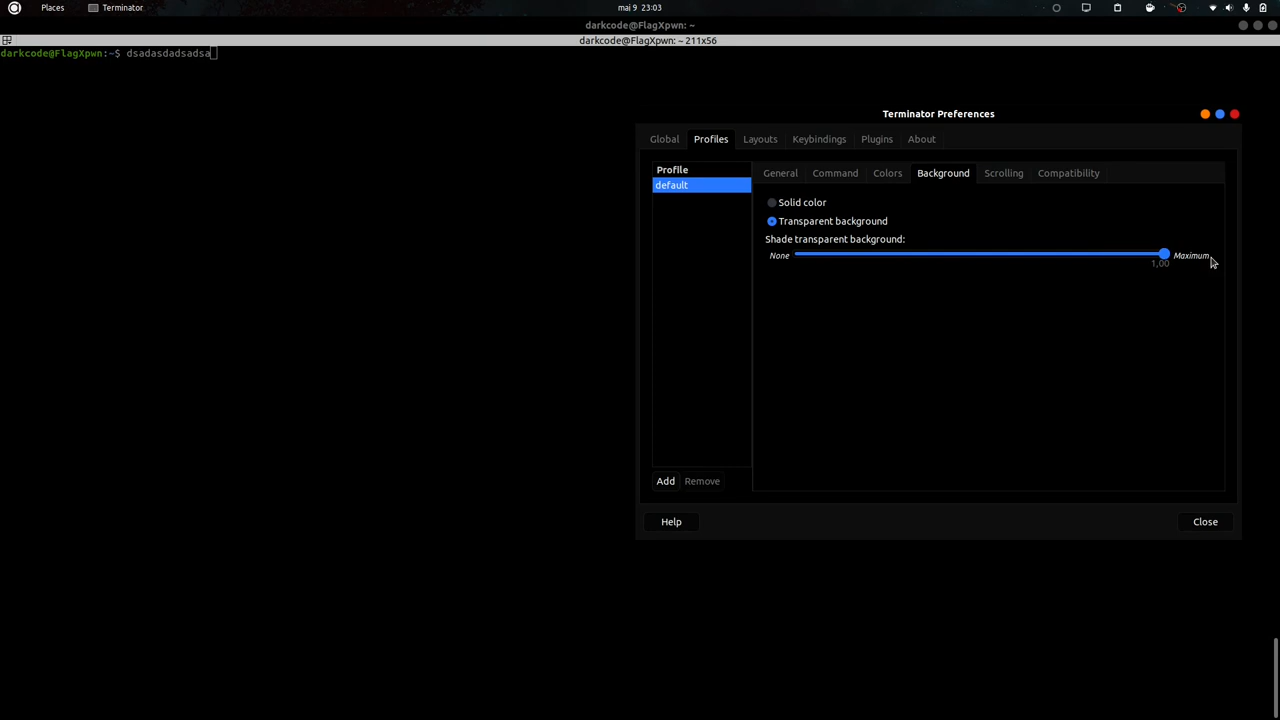 Places Terminator maj 9 23:03
darkcode@FlagXpwn: ~
darkcode@FlagXpwn: ~ 211x56
darkcode@FlagXpwn:~$ dsadasdadsadsa
Terminator Preferences
Global Profiles Layouts Keybindings Plugins About
Profile
default
General Command Colors Background Scrolling Compatibility
Solid color
Transparent background
Shade transparent background:
None Maximum
1,00
Add Remove
Help Close